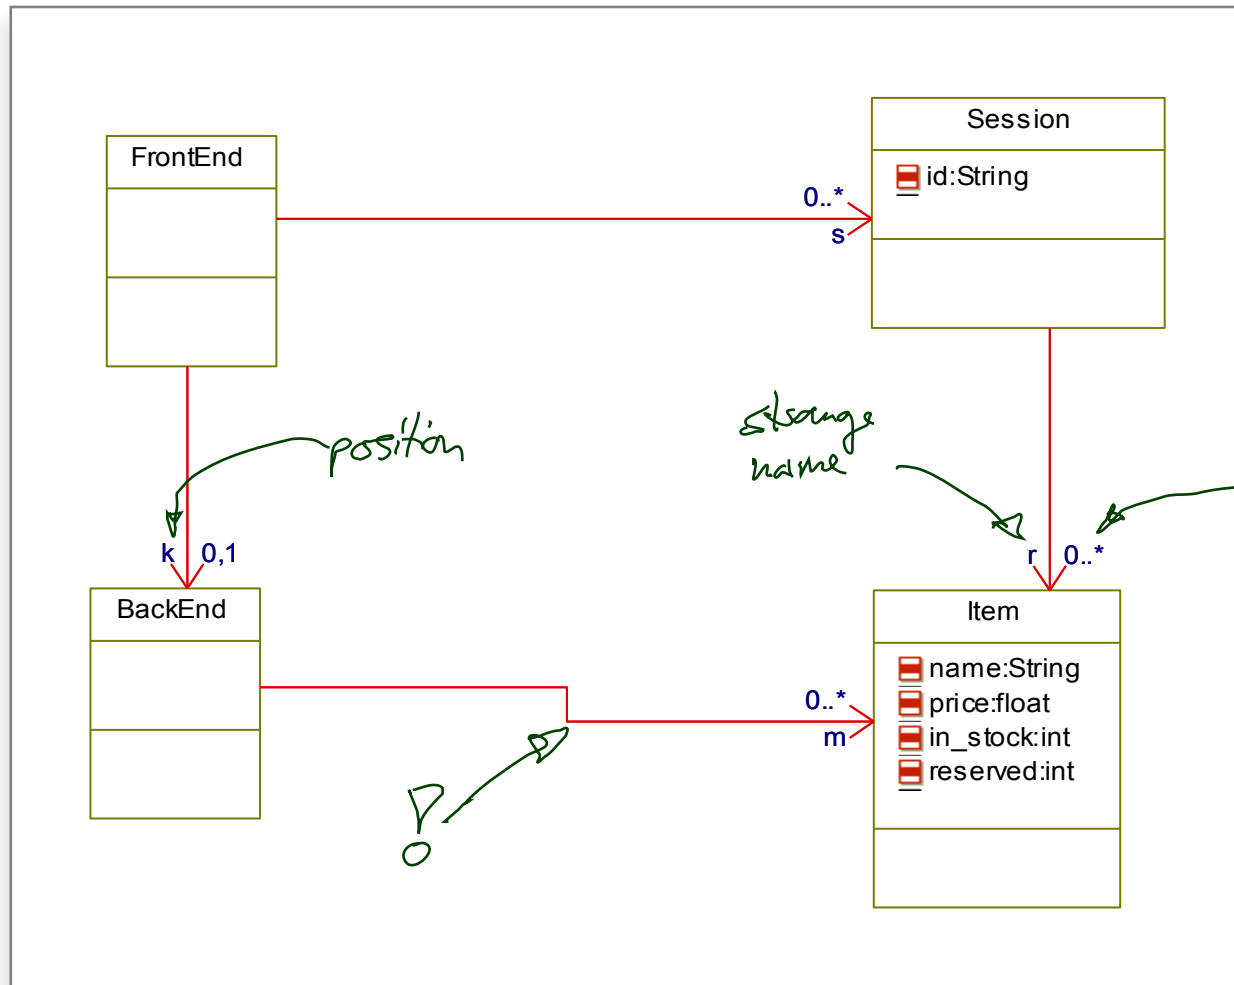 Session
FrontEnd
id:String
0..*
s
strange
name
position
k 0,1
r 0..*
BackEnd
Item
name:String
price:float
0..*
in_stock:int
m
reserved:int